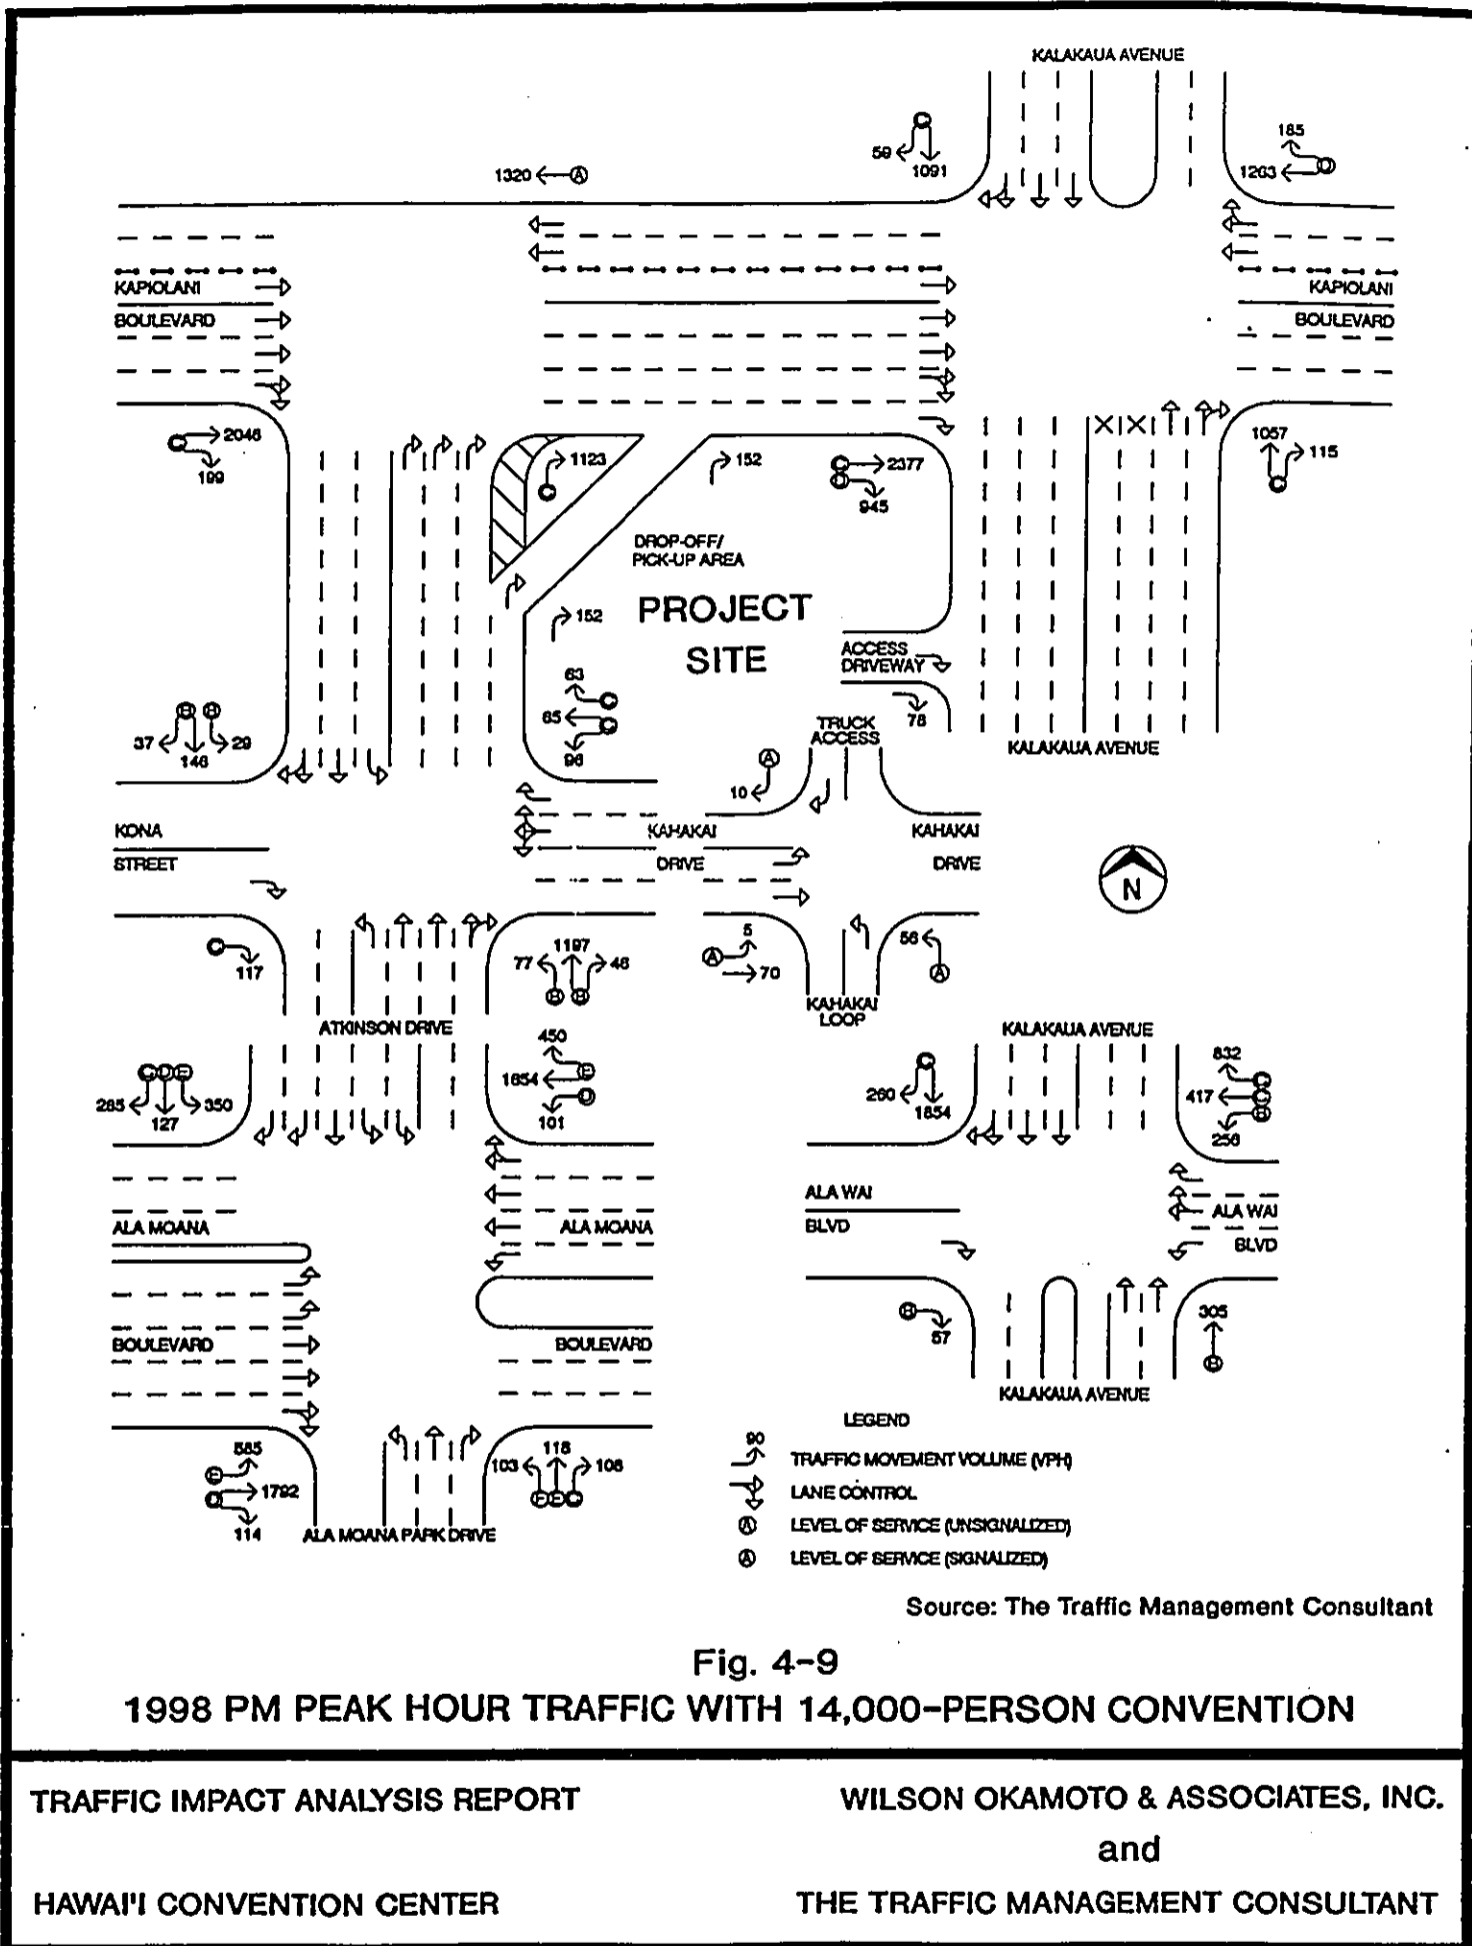 KALAKAUA AVENUE
185
59
1091
1263
D
C
1320
A
KAPIOLANI
BOULEVARD
KAPIOLANI
BOULEVARD
C
2046
199
1123
C
152
C
2377
945
1057
115
C
DROP-OFF/
PICK-UP AREA
PROJECT
SITE
152
ACCESS
DRIVEWAY
78
63
65
96
C
C
B
B
37
146
29
TRUCK
ACCESS
KALAKAUA AVENUE
A
10
KONA
STREET
KAHAKAI
DRIVE
KAHAKAI
DRIVE
N
C
117
77
1197
46
B
B
5
A
70
56
A
KAHAKAI
LOOP
ATKINSON DRIVE
KALAKAUA AVENUE
C D E
265
127
350
450
1654
101
E
D
C
260
1854
832
417
256
C
C
B
ALA MOANA
BOULEVARD
ALA MOANA
BOULEVARD
ALA WAI
BLVD
ALA WAI
BLVD
B
57
305
B
KALAKAUA AVENUE
585
E
1792
114
103
118
106
ALA MOANA PARK DRIVE
LEGEND
90
TRAFFIC MOVEMENT VOLUME (VPH)
LANE CONTROL
A LEVEL OF SERVICE (UNSIGNALIZED)
A LEVEL OF SERVICE (SIGNALIZED)
Source: The Traffic Management Consultant
Fig. 4-9
1998 PM PEAK HOUR TRAFFIC WITH 14,000-PERSON CONVENTION
TRAFFIC IMPACT ANALYSIS REPORT
WILSON OKAMOTO & ASSOCIATES, INC.
and
HAWAI'I CONVENTION CENTER
THE TRAFFIC MANAGEMENT CONSULTANT